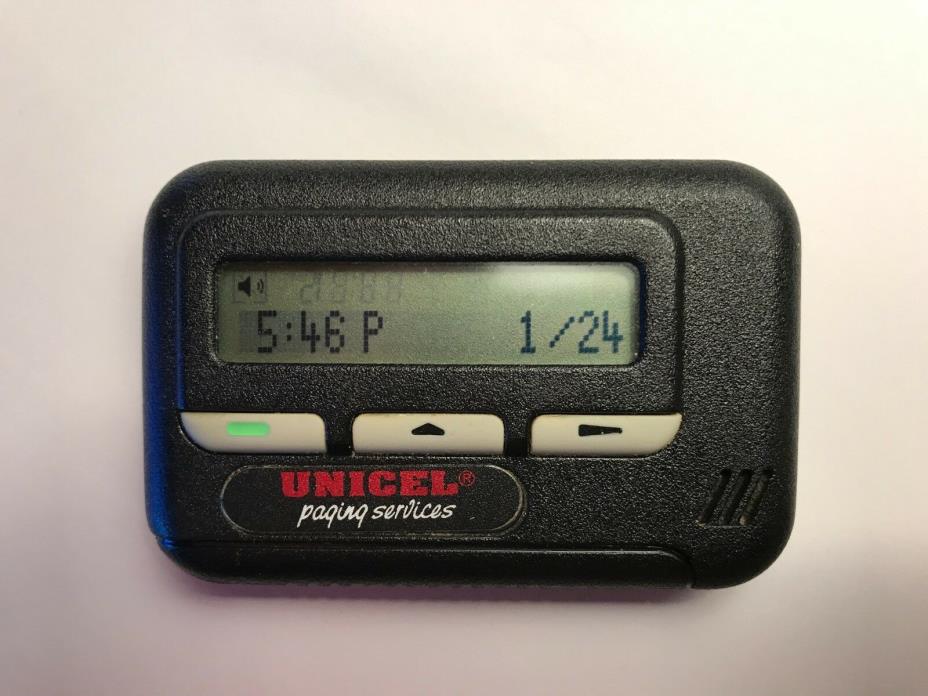 5:46 P 1/24
UNICEL®
paging services